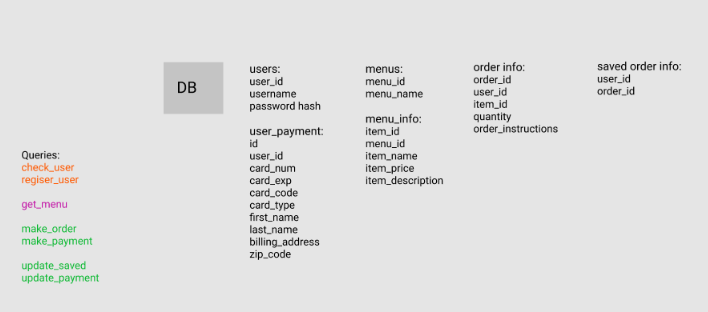 DB
users:
user_id
username
password hash
user_payment:
id
user_id
card_num
card_exp
card_code
card_type
first_name
last_name
billing_address
zip_code
menus:
menu_id
menu_name
menu_info:
item_id
menu_id
item_name
item_price
item_description
order info:
order_id
user_id
item_id
quantity
order_instructions
saved order info:
user_id
order_id
Queries:
check_user
regiser_user
get_menu
make_order
make_payment
update_saved
update_payment